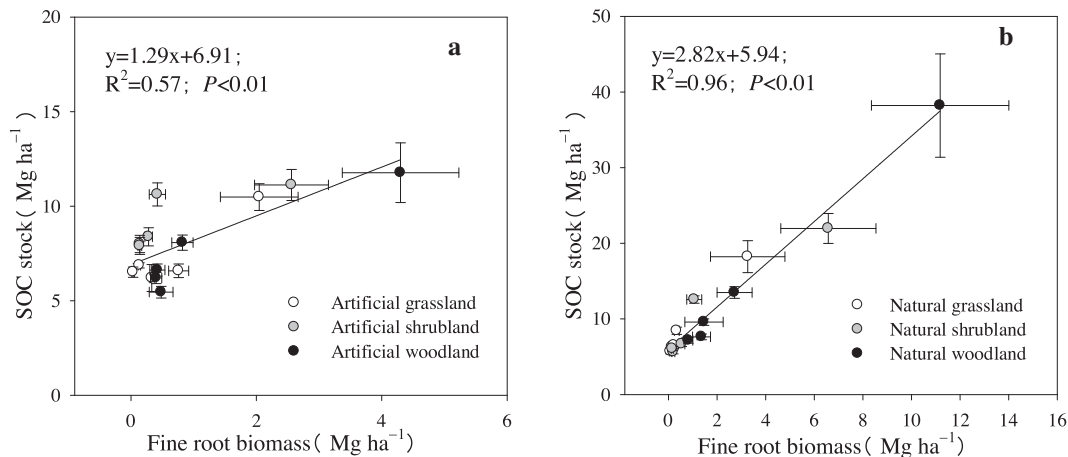 a
y=1.29x+6.91;
R²=0.57; P<0.01
SOC stock( Mg ha⁻¹)
20
15
10
5
0
Artificial grassland
Artificial shrubland
Artificial woodland
0 2 4 6
Fine root biomass( Mg ha⁻¹)
b
y=2.82x+5.94;
R²=0.96; P<0.01
SOC stock( Mg ha⁻¹)
50
40
30
20
10
0
Natural grassland
Natural shrubland
Natural woodland
0 2 4 6 8 10 12 14 16
Fine root biomass( Mg ha⁻¹)